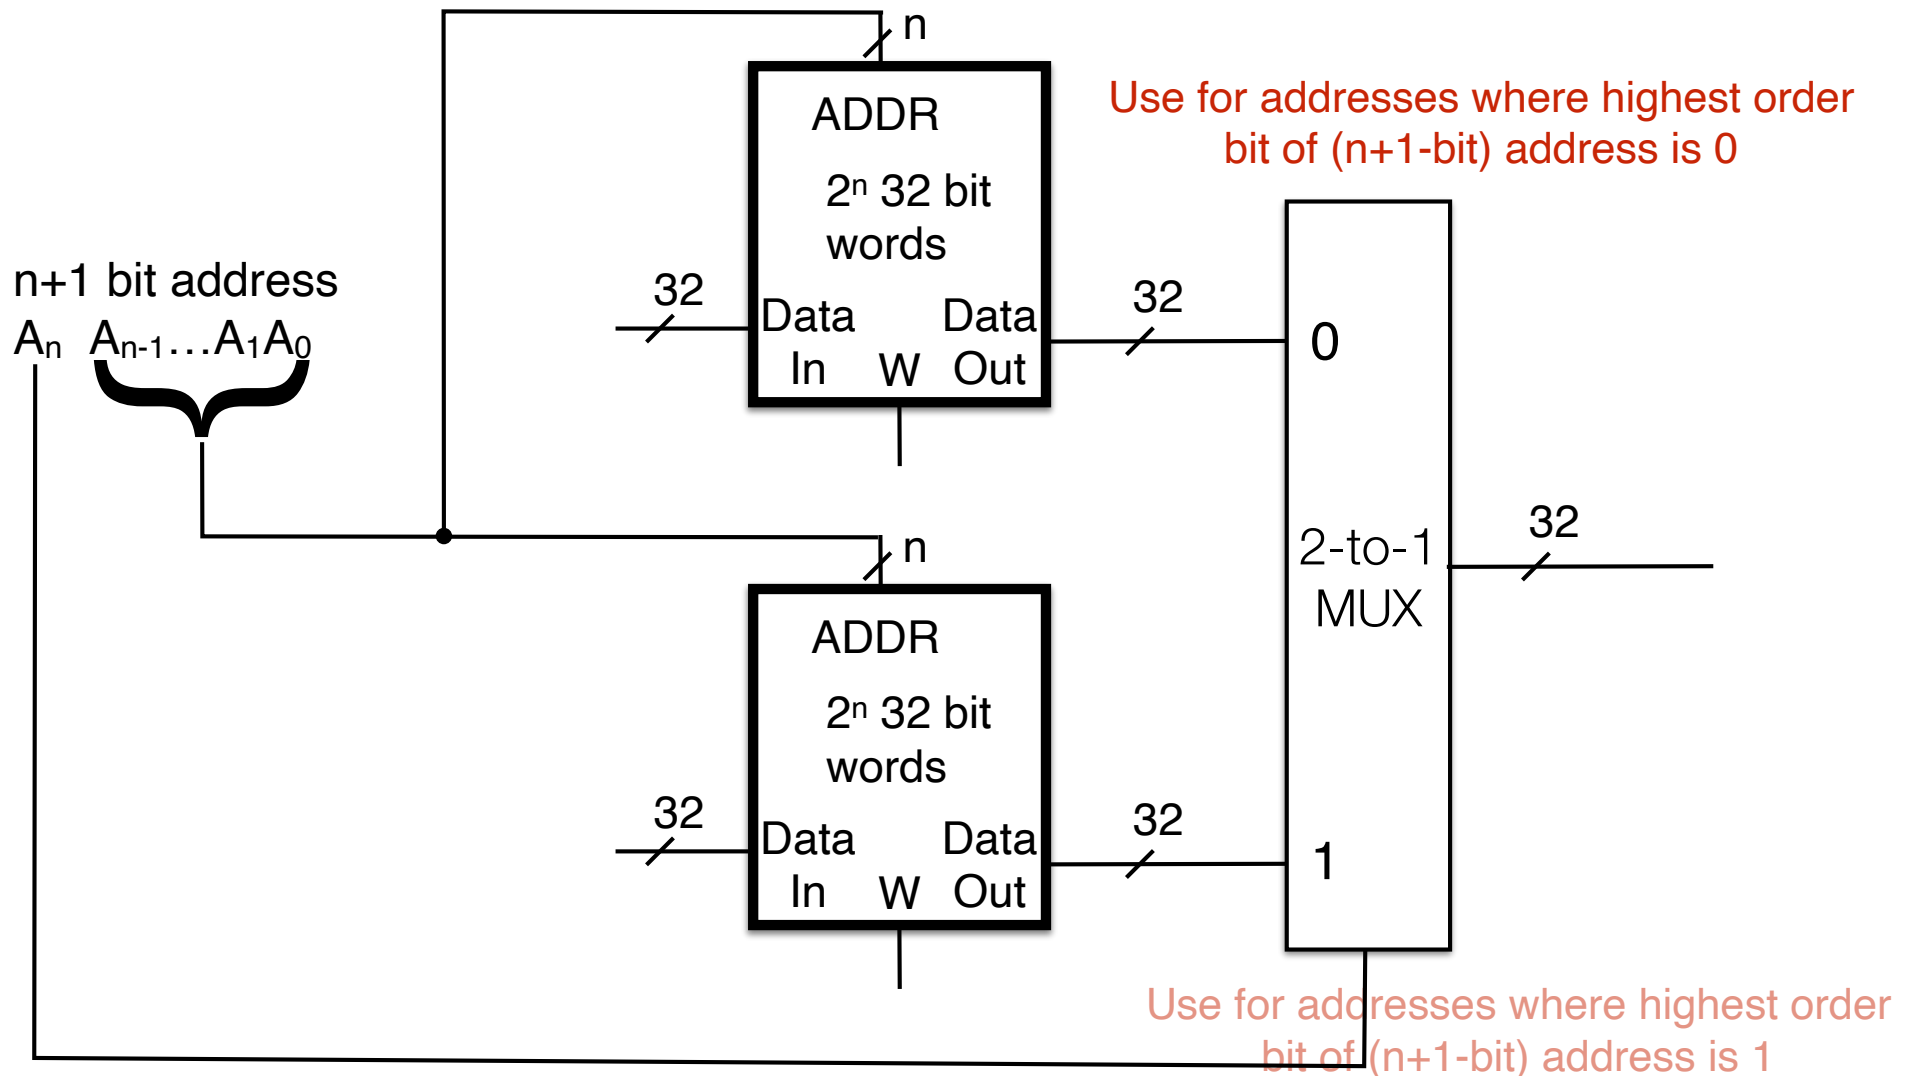 n
ADDR
2ⁿ 32 bit
words
32
Data
In
W
Data
Out
32
Use for addresses where highest order
bit of (n+1-bit) address is 0
n+1 bit address
Aₙ Aₙ₋₁…A₁A₀
0
2-to-1
MUX
1
32
n
ADDR
2ⁿ 32 bit
words
32
Data
In
W
Data
Out
32
Use for addresses where highest order
bit of (n+1-bit) address is 1